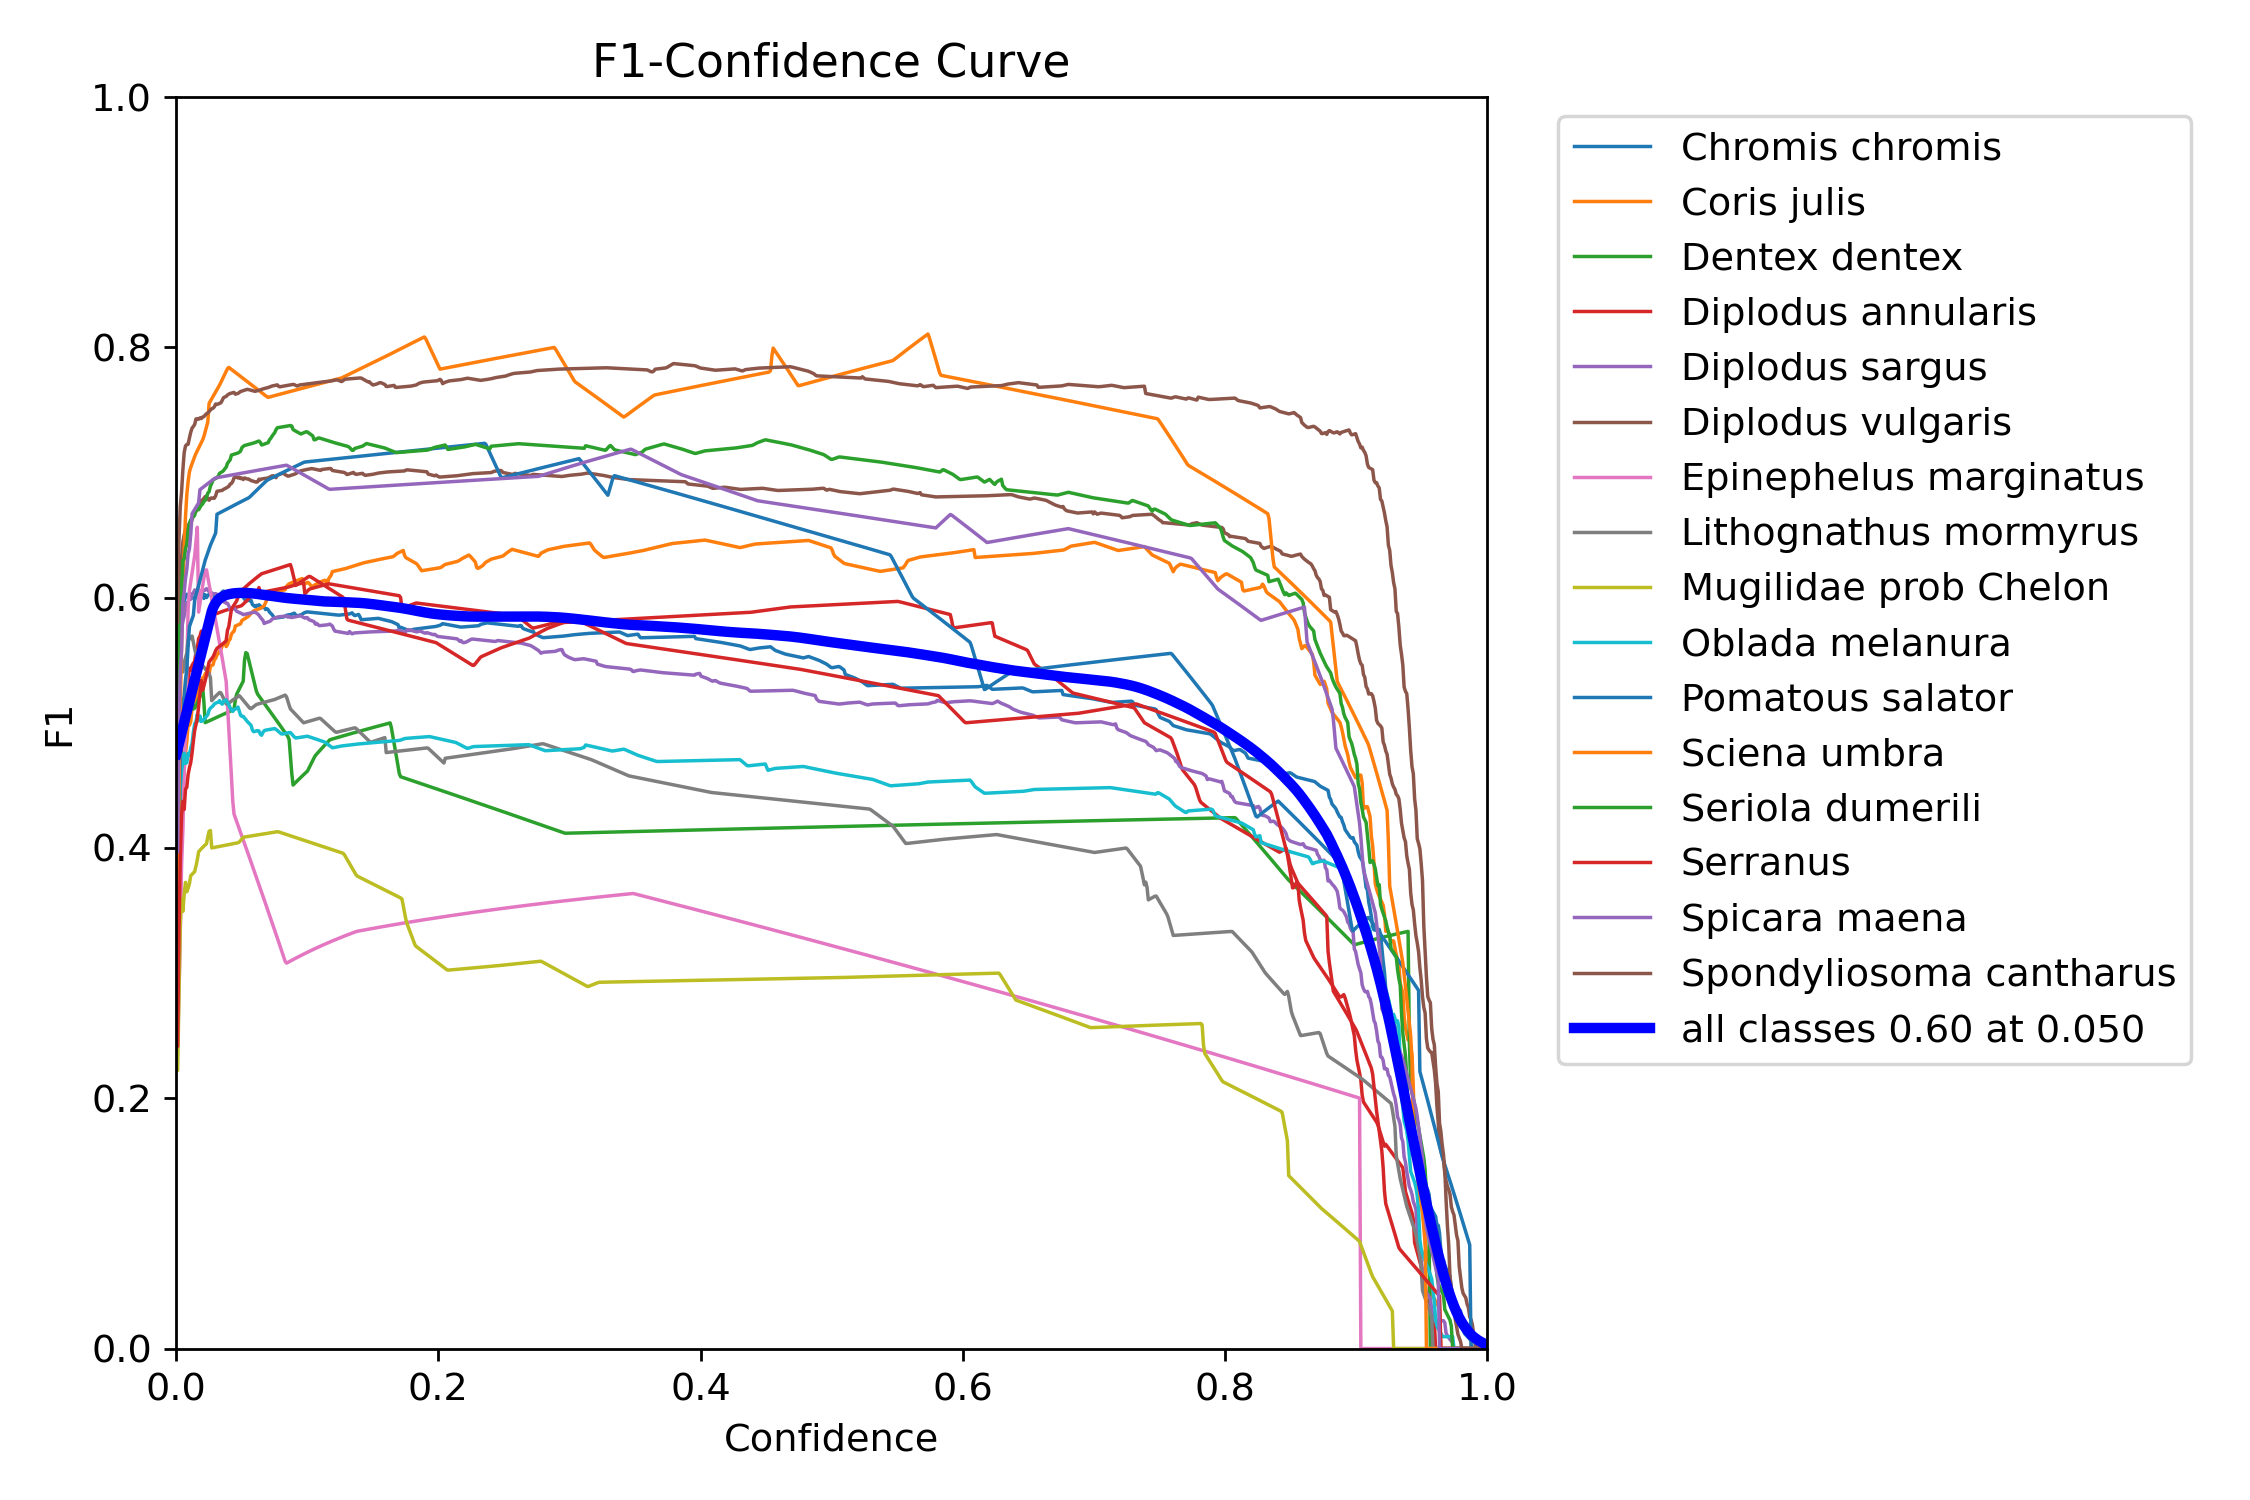 F1-Confidence Curve
1.0
0.8
0.6
0.4
0.2
0.0
F1
0.0 0.2 0.4 0.6 0.8 1.0
Confidence
Chromis chromis
Coris julis
Dentex dentex
Diplodus annularis
Diplodus sargus
Diplodus vulgaris
Epinephelus marginatus
Lithognathus mormyrus
Mugilidae prob Chelon
Oblada melanura
Pomatous salator
Sciena umbra
Seriola dumerili
Serranus
Spicara maena
Spondyliosoma cantharus
all classes 0.60 at 0.050